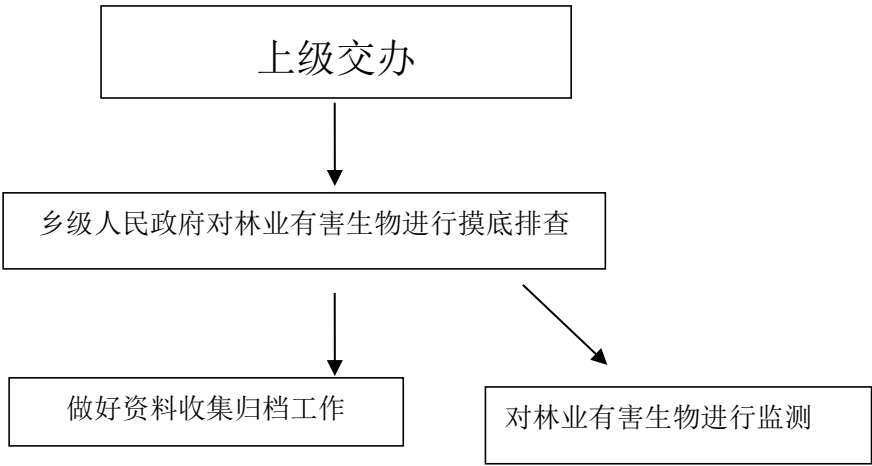 上级交办
乡级人民政府对林业有害生物进行摸底排查
做好资料收集归档工作
对林业有害生物进行监测